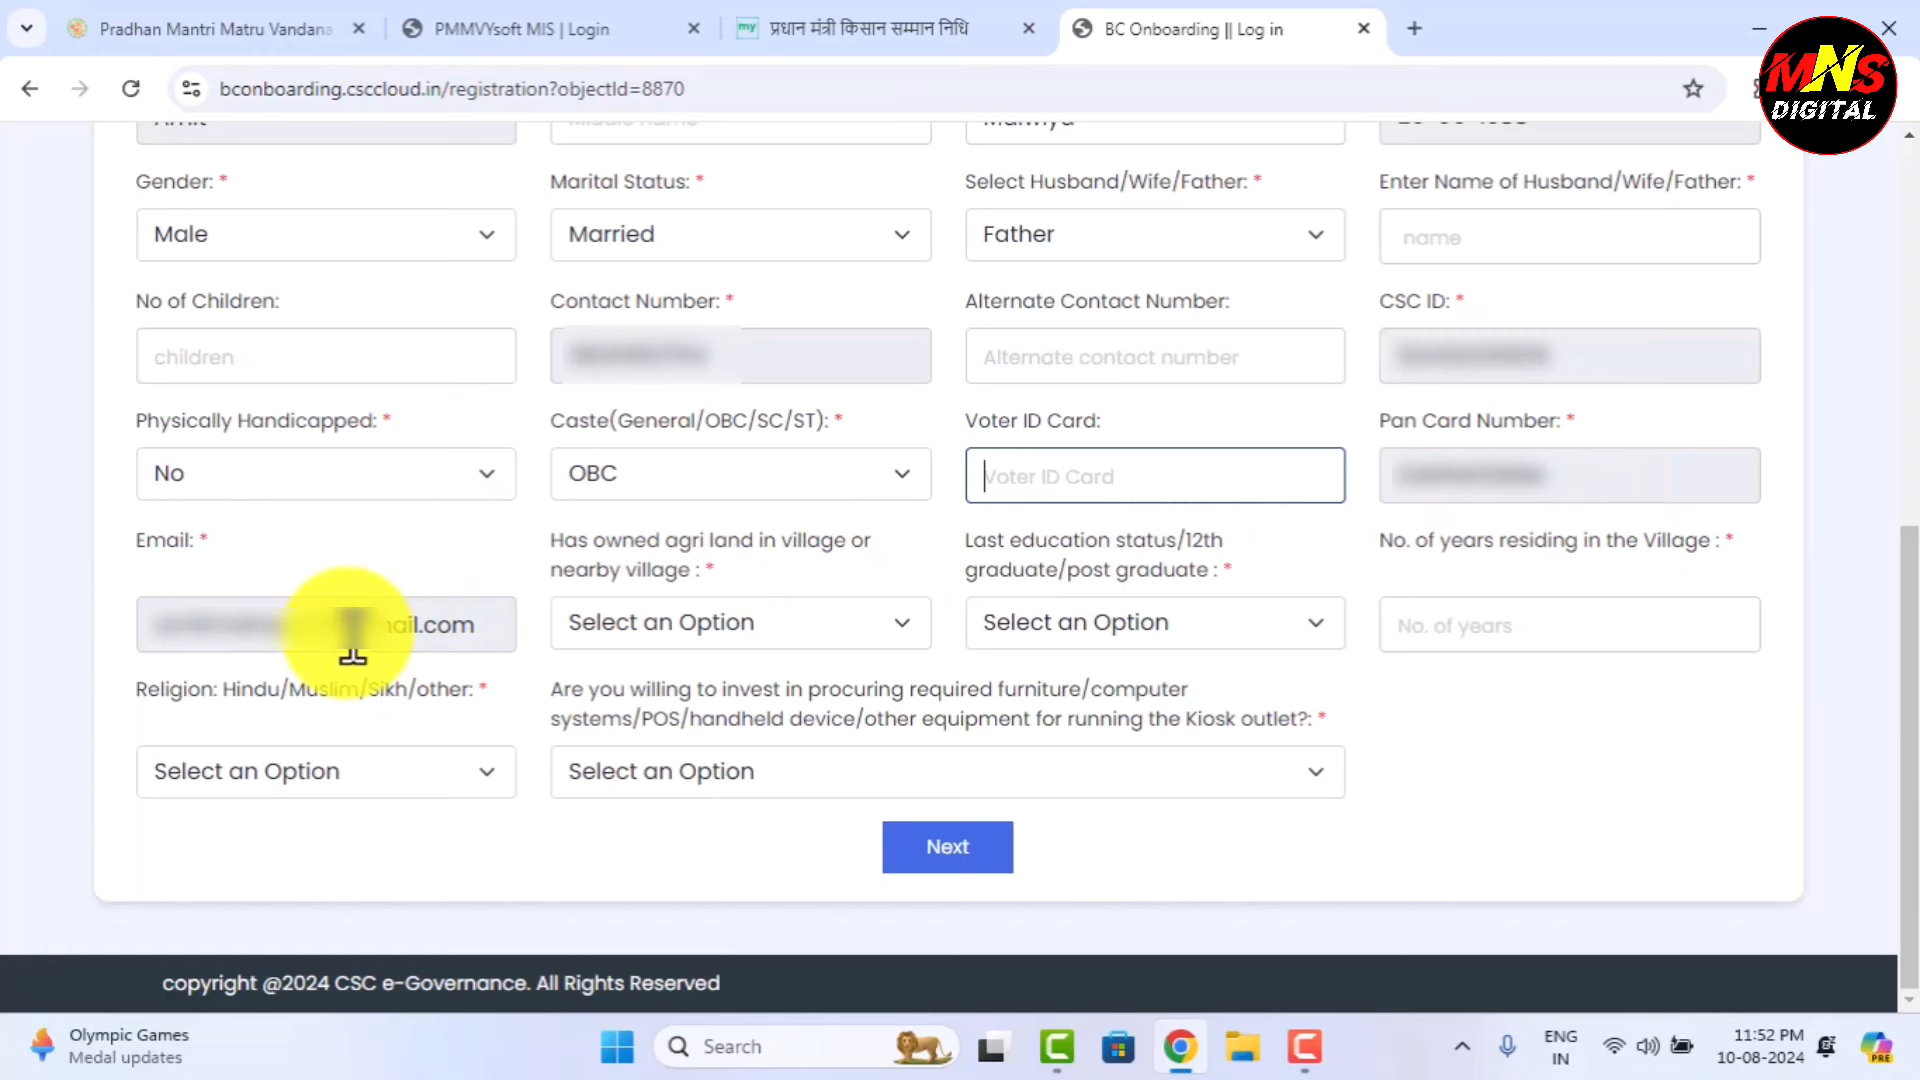 Pradhan Mantri Matru Vandana
PMMVYsoft MIS | Login
my प्रधान मंत्री किसान सम्मान निधि
BC Onboarding || Log in
bconboarding.csccloud.in/registration?objectId=8870
MNS
DIGITAL
Gender: *
Marital Status: *
Select Husband/Wife/Father: *
Enter Name of Husband/Wife/Father: *
Male
Married
Father
name
No of Children:
Contact Number: *
Alternate Contact Number:
CSC ID: *
children
Alternate contact number
Physically Handicapped: *
Caste(General/OBC/SC/ST): *
Voter ID Card:
Pan Card Number: *
No
OBC
Voter ID Card
Email: *
Has owned agri land in village or
nearby village : *
Last education status/12th
graduate/post graduate : *
No. of years residing in the Village : *
Select an Option
Select an Option
No. of years
Religion: Hindu/Muslim/Sikh/other: *
Are you willing to invest in procuring required furniture/computer
systems/POS/handheld device/other equipment for running the Kiosk outlet?: *
Select an Option
Select an Option
Next
copyright @2024 CSC e-Governance. All Rights Reserved
Olympic Games
Medal updates
Search
ENG
IN
11:52 PM
10-08-2024
PRE